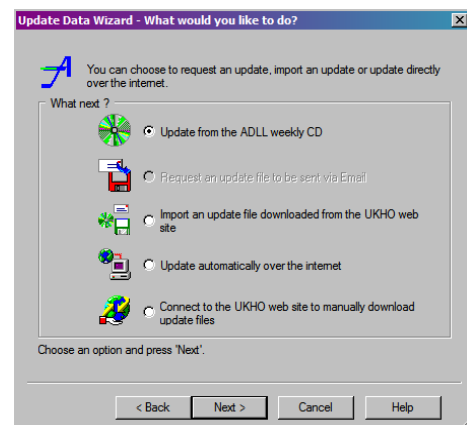 Update Data Wizard - What would you like to do?
You can choose to request an update, import an update or update directly
over the internet.
What next ?
Update from the ADLL weekly CD
Request an update file to be sent via Email
Import an update file downloaded from the UKHO web
site
Update automatically over the internet
Connect to the UKHO web site to manually download
update files
Choose an option and press 'Next'.
< Back
Next >
Cancel
Help